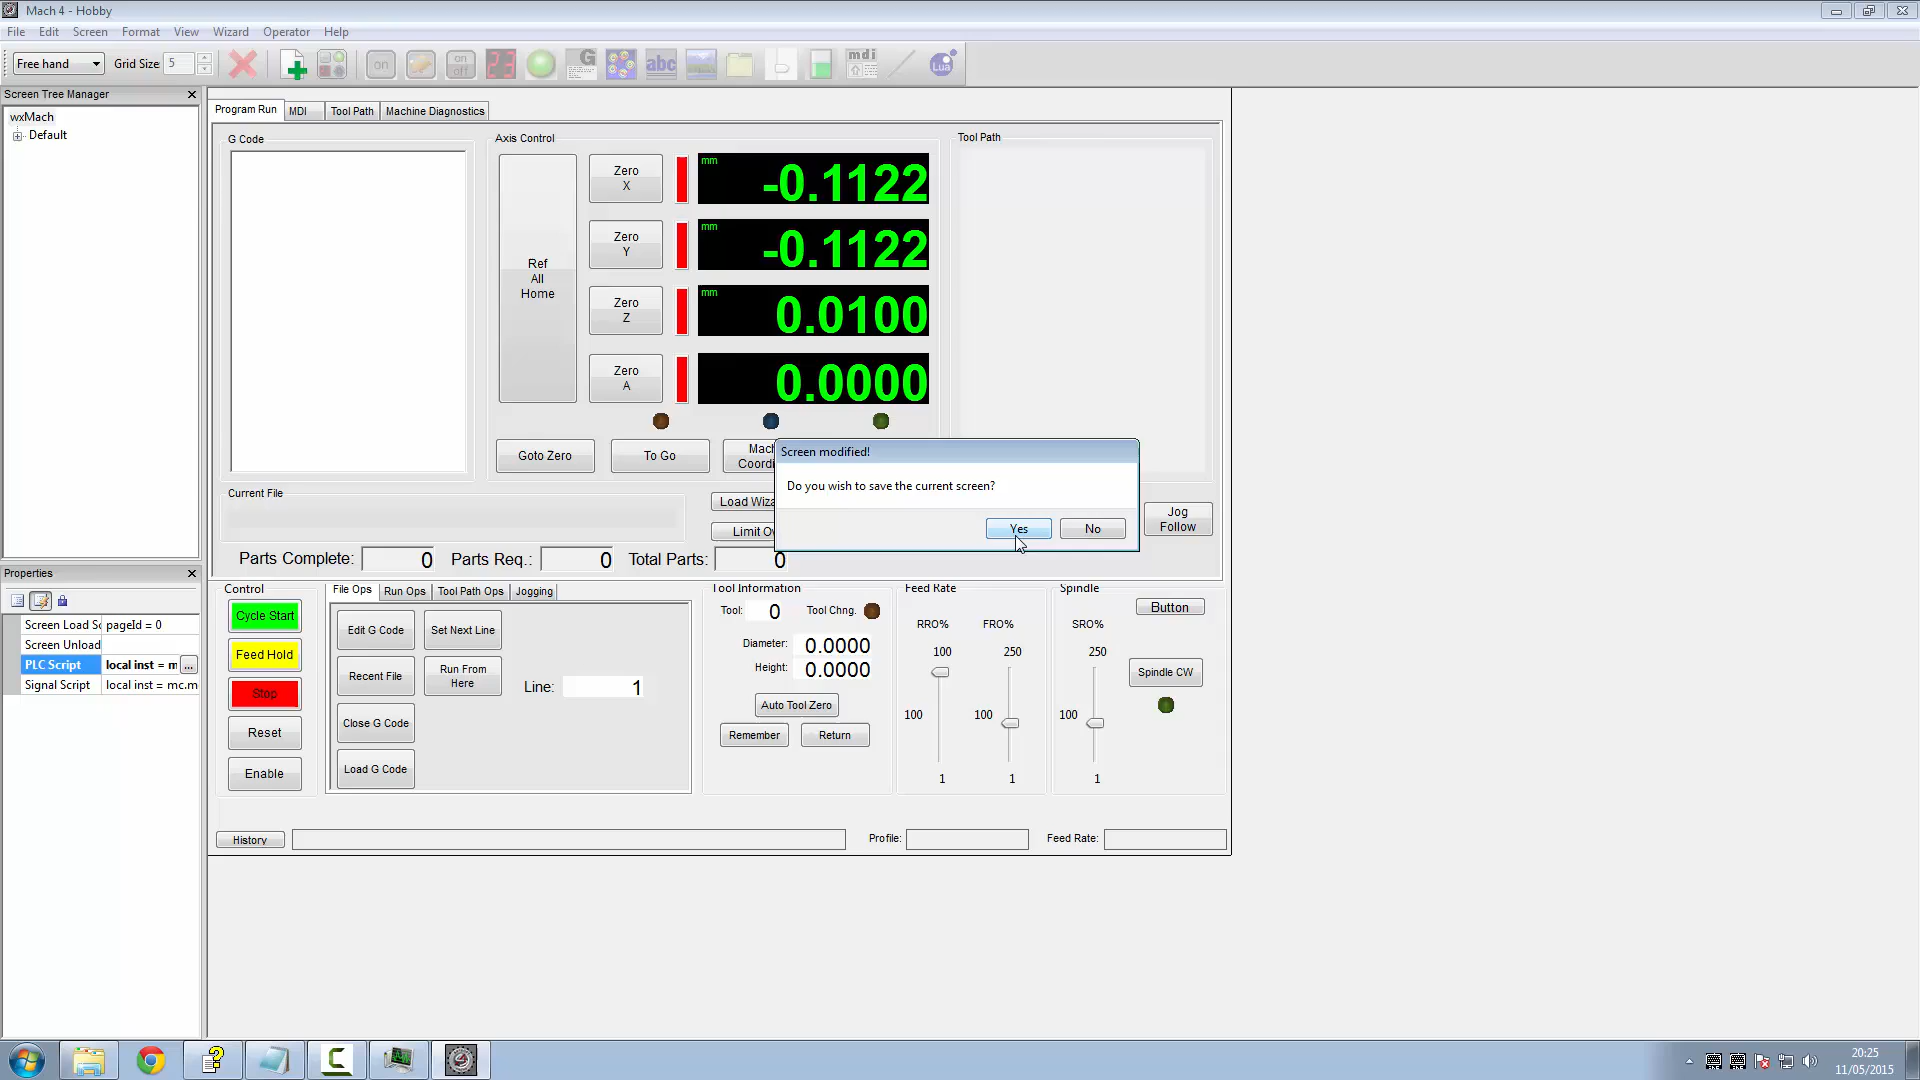 Mach 4 - Hobby
File Edit Screen Format View Wizard Operator Help
Free hand Grid Size 5
on on off 23 G abc mdi Lua
Screen Tree Manager
wxMach
Default
Program Run MDI Tool Path Machine Diagnostics
G Code
Axis Control
Tool Path
Ref
All
Home
Zero
X
mm
-0.1122
Zero
Y
mm
-0.1122
Zero
Z
mm
0.0100
Zero
A
0.0000
Goto Zero
To Go
Mach
Coordi
Screen modified!
Do you wish to save the current screen?
Yes No
Current File
Load Wiza
Limit Ov
Jog
Follow
Parts Complete: 0 Parts Req.: 0 Total Parts: 0
Properties
Screen Load Sc pageId = 0
Screen Unload
PLC Script local inst = m ...
Signal Script local inst = mc.m
Control
Cycle Start
Feed Hold
Stop
Reset
Enable
File Ops Run Ops Tool Path Ops Jogging
Edit G Code
Set Next Line
Recent File
Run From
Here
Line: 1
Close G Code
Load G Code
Tool Information
Tool: 0 Tool Chng.
Diameter: 0.0000
Height: 0.0000
Auto Tool Zero
Remember Return
Feed Rate
RRO% FRO%
100 250
100 100
1 1
Spindle
Button
SRO%
250
Spindle CW
100
1
History
Profile:
Feed Rate:
20:25
11/05/2015